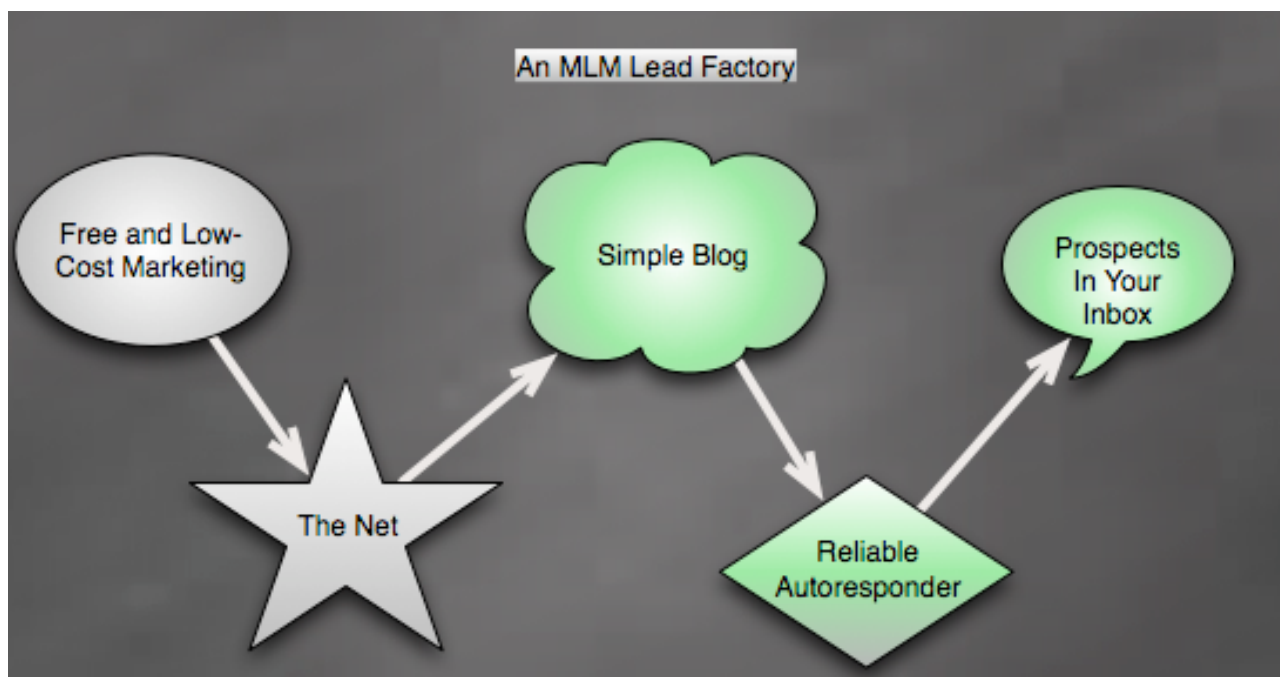 An MLM Lead Factory
Free and Low-
Cost Marketing
The Net
Simple Blog
Reliable
Autoresponder
Prospects
In Your
Inbox